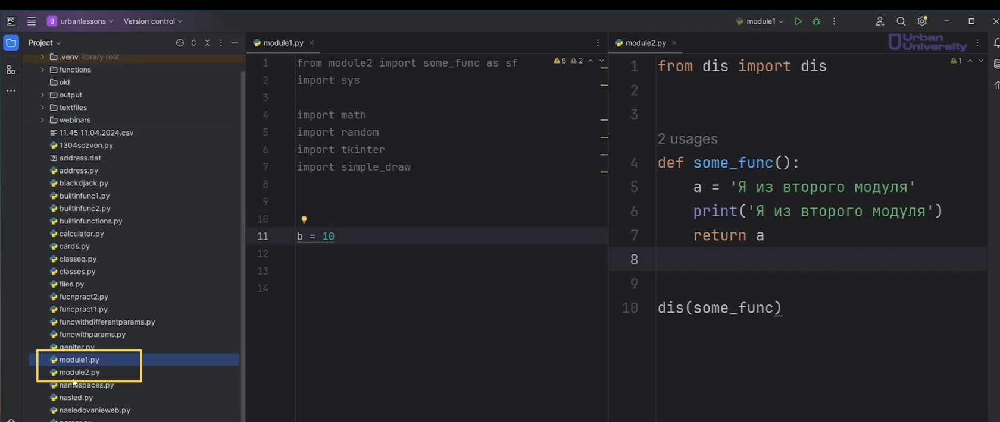 PC
U urbanlessons
Version control
module1
Urban
University
Project
.venv library root
functions
old
output
textfiles
webinars
11.45 11.04.2024.csv
1304sozvon.py
address.dat
address.py
blackdjack.py
builtinfunc1.py
builtinfunc2.py
builtinfunctions.py
calculator.py
cards.py
classeq.py
classes.py
files.py
fucnpract2.py
funcpract1.py
funcwithdifferentparams.py
funcwithparams.py
geniter.py
module1.py
module2.py
namespaces.py
nasled.py
nasledovanieweb.py
module1.py
6 2
1 from module2 import some_func as sf
2 import sys
3
4 import math
5 import random
6 import tkinter
7 import simple_draw
8
9
10
11 b = 10
12
13
14
module2.py
1
1 from dis import dis
2
3
2 usages
4 def some_func():
5 a = 'Я из второго модуля'
6 print('Я из второго модуля')
7 return a
8
9
10 dis(some_func)